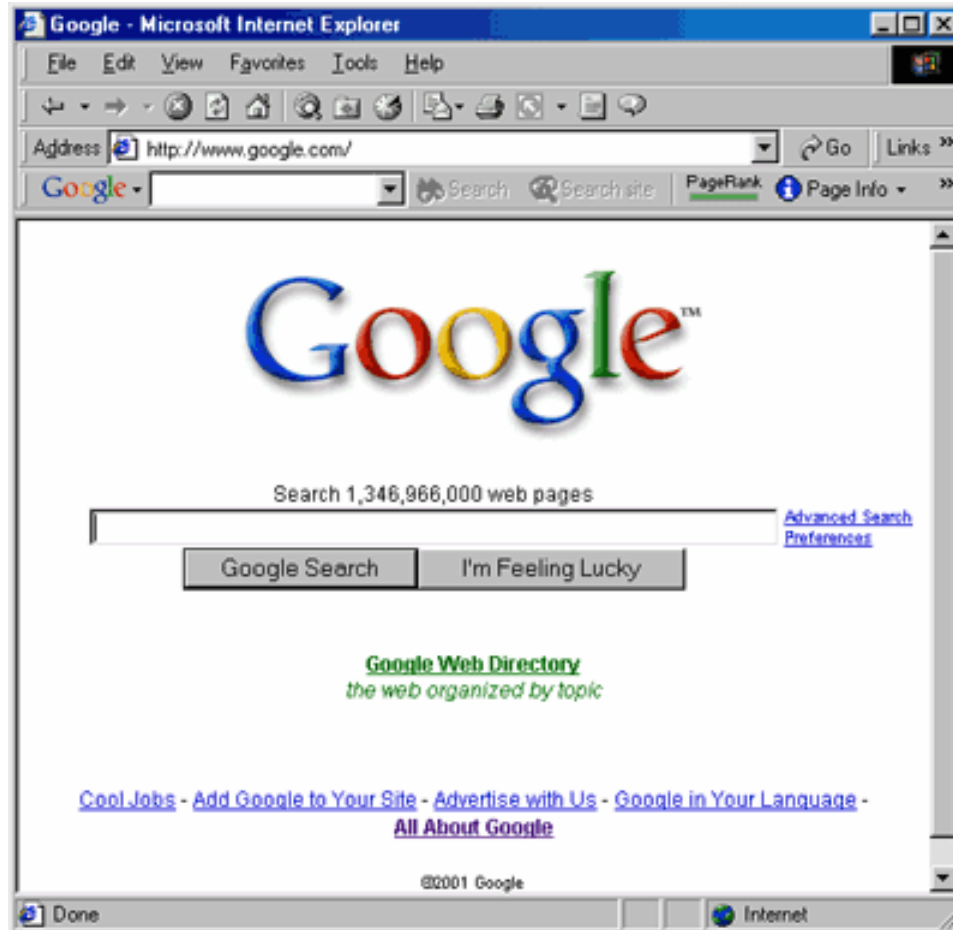 Google - Microsoft Internet Explorer
File Edit View Favorites Tools Help
Address http://www.google.com/ Go Links »
Google Search Search site PageRank Page Info »
Google™
Search 1,346,966,000 web pages
Advanced Search
Preferences
Google Search I'm Feeling Lucky
Google Web Directory
the web organized by topic
Cool Jobs - Add Google to Your Site - Advertise with Us - Google in Your Language -
All About Google
©2001 Google
Done Internet